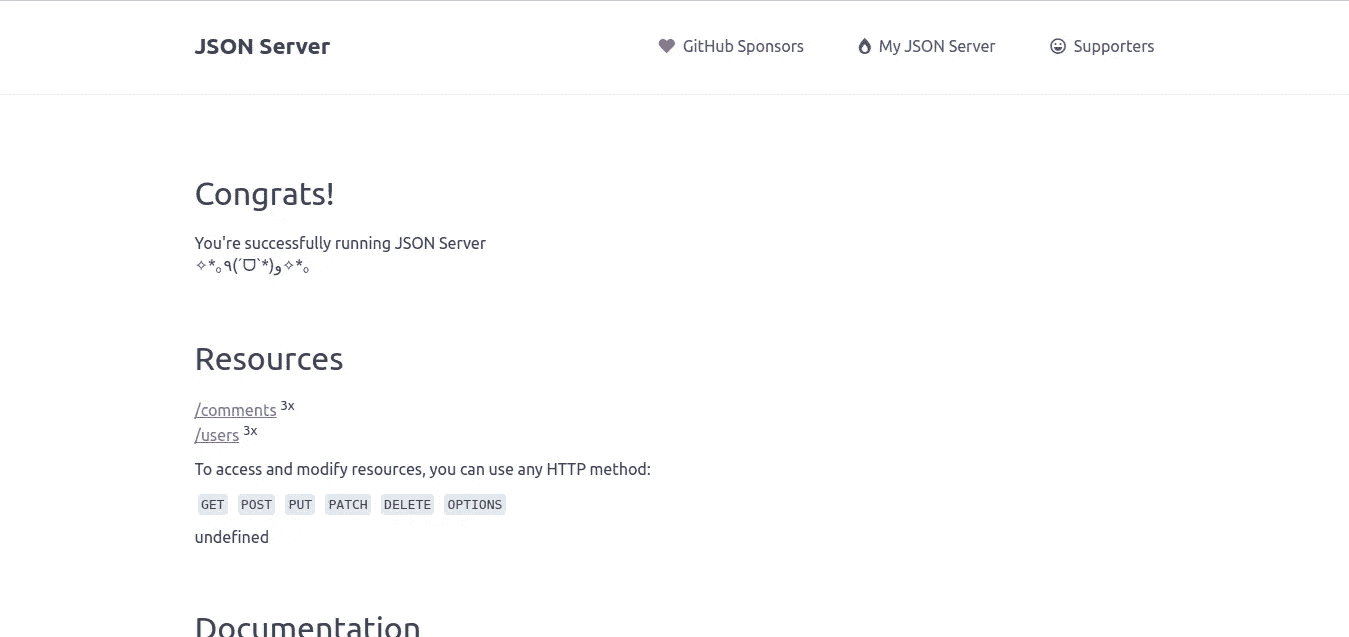 JSON Server
GitHub Sponsors
My JSON Server
Supporters
Congrats!
You're successfully running JSON Server
✧*｡٩(ˊᗜˋ*)و✧*｡
Resources
/comments 3x
/users 3x
To access and modify resources, you can use any HTTP method:
GET POST PUT PATCH DELETE OPTIONS
undefined
Documentation